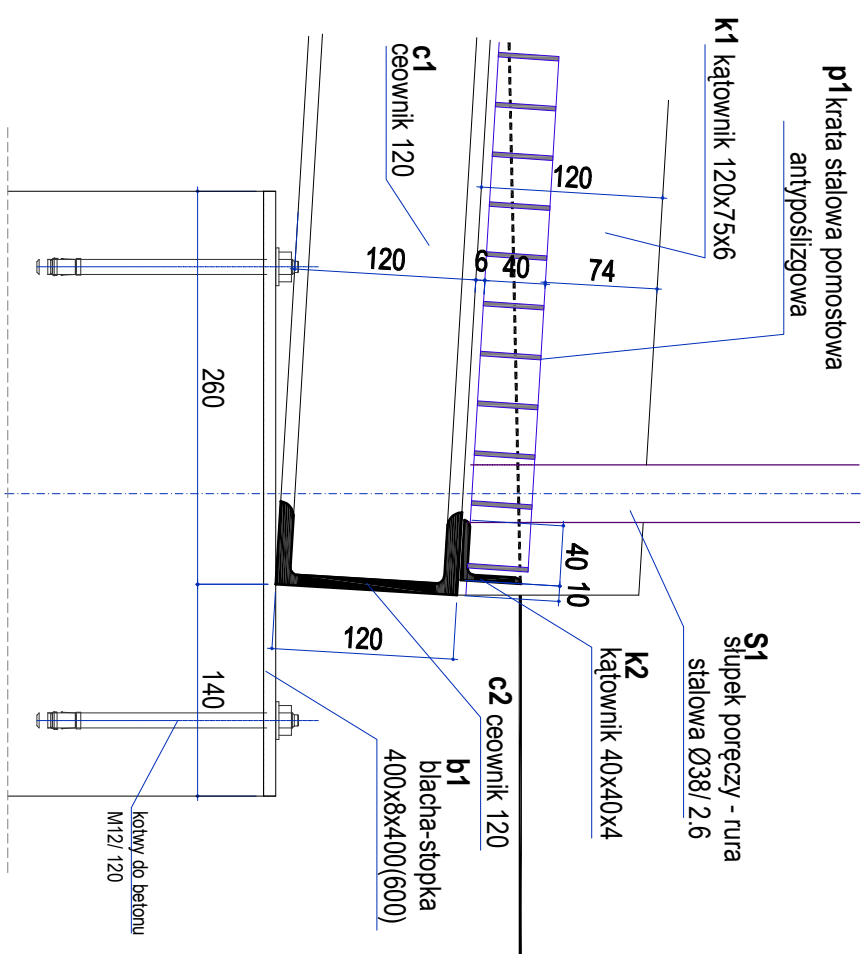 p1 krata stalowa pomostowa
antypoślizgowa
k1 kątownik 120x75x6
c1
ceownik 120
120
120
6
40
74
260
140
40
10
120
S1
słupek poręczy - rura
stalowa Ø38/ 2.6
k2
kątownik 40x40x4
c2 ceownik 120
b1
blacha-stopka
400x8x400(600)
kotwy do betonu
M12/ 120